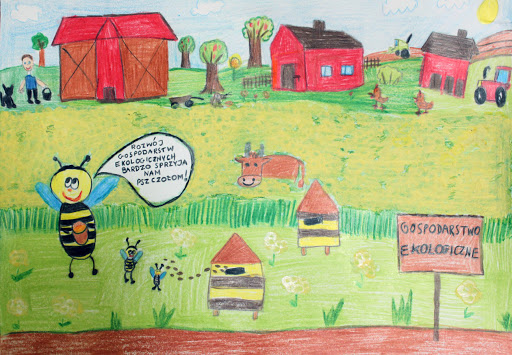 ROZWÓJ
GOSPODARSTW
EKOLOGICZNYCH
BARDZO SPRZYJA
NAM
PSZCZOŁOM!
GOSPODARSTWO
EKOLOGICZNE